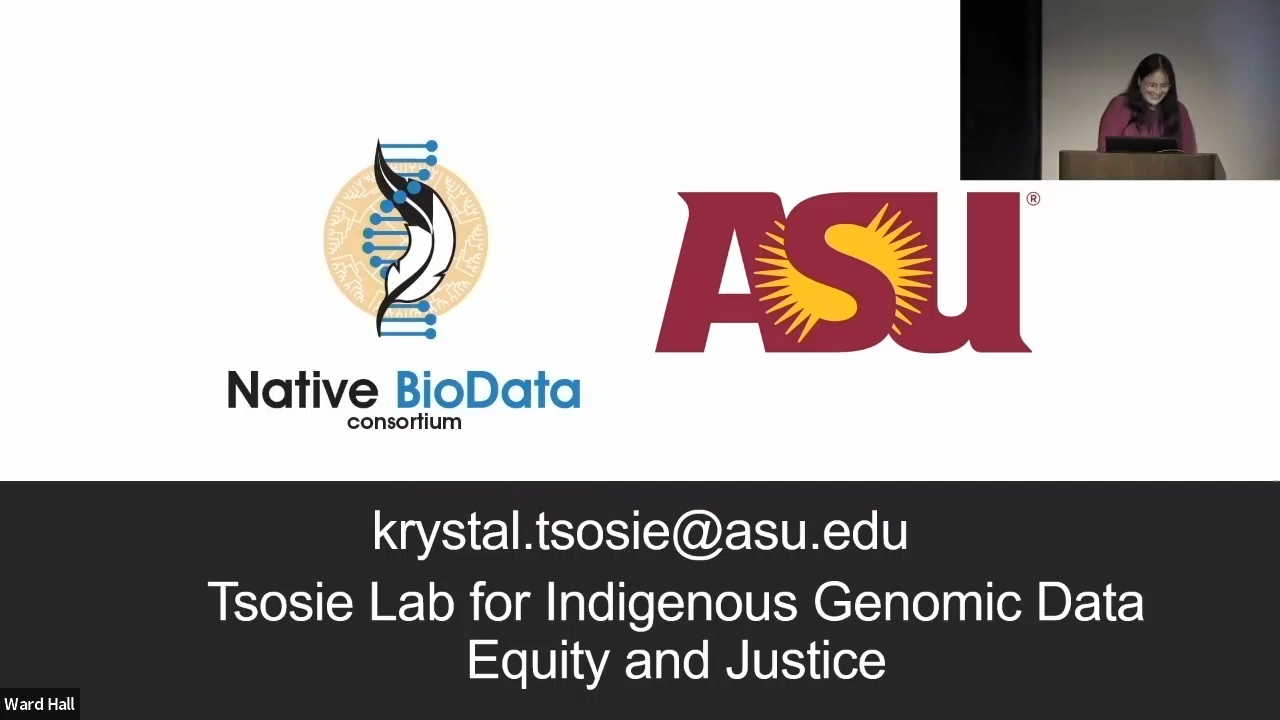 ASU®
Native BioData
consortium
krystal.tsosie@asu.edu
Tsosie Lab for Indigenous Genomic Data
Equity and Justice
Ward Hall